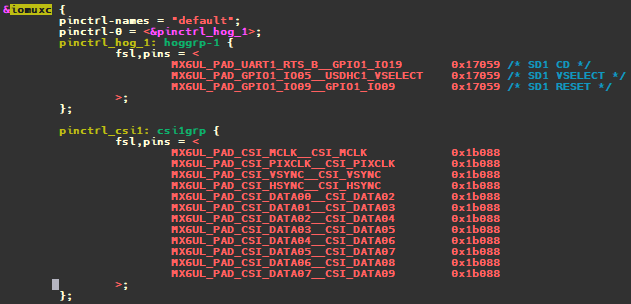 &iomuxc {
pinctrl-names = "default";
pinctrl-0 = <&pinctrl_hog_1>;
pinctrl_hog_1: hoggrp-1 {
fsl,pins = <
MX6UL_PAD_UART1_RTS_B__GPIO1_IO19 0x17059 /* SD1 CD */
MX6UL_PAD_GPIO1_IO05__USDHC1_VSELECT 0x17059 /* SD1 VSELECT */
MX6UL_PAD_GPIO1_IO09__GPIO1_IO09 0x17059 /* SD1 RESET */
>;
};
pinctrl_csi1: csi1grp {
fsl,pins = <
MX6UL_PAD_CSI_MCLK__CSI_MCLK 0x1b088
MX6UL_PAD_CSI_PIXCLK__CSI_PIXCLK 0x1b088
MX6UL_PAD_CSI_VSYNC__CSI_VSYNC 0x1b088
MX6UL_PAD_CSI_HSYNC__CSI_HSYNC 0x1b088
MX6UL_PAD_CSI_DATA00__CSI_DATA02 0x1b088
MX6UL_PAD_CSI_DATA01__CSI_DATA03 0x1b088
MX6UL_PAD_CSI_DATA02__CSI_DATA04 0x1b088
MX6UL_PAD_CSI_DATA03__CSI_DATA05 0x1b088
MX6UL_PAD_CSI_DATA04__CSI_DATA06 0x1b088
MX6UL_PAD_CSI_DATA05__CSI_DATA07 0x1b088
MX6UL_PAD_CSI_DATA06__CSI_DATA08 0x1b088
MX6UL_PAD_CSI_DATA07__CSI_DATA09 0x1b088
>;
};